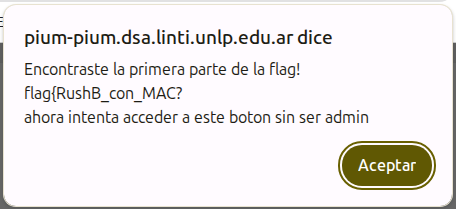 pium-pium.dsa.linti.unlp.edu.ar dice
Encontraste la primera parte de la flag!
flag{RushB_con_MAC?
ahora intenta acceder a este boton sin ser admin
Aceptar